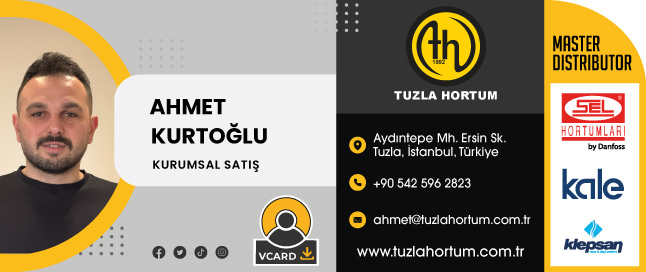 AHMET
KURTOĞLU
KURUMSAL SATIŞ
VCARD
th
1992
TUZLA HORTUM
Aydıntepe Mh. Ersin Sk.
Tuzla, İstanbul, Türkiye
+90 542 596 2823
ahmet@tuzlahortum.com.tr
www.tuzlahortum.com.tr
MASTER
DISTRIBUTOR
SEL®
HORTUMLARI
by Danfoss
kale
klepsan